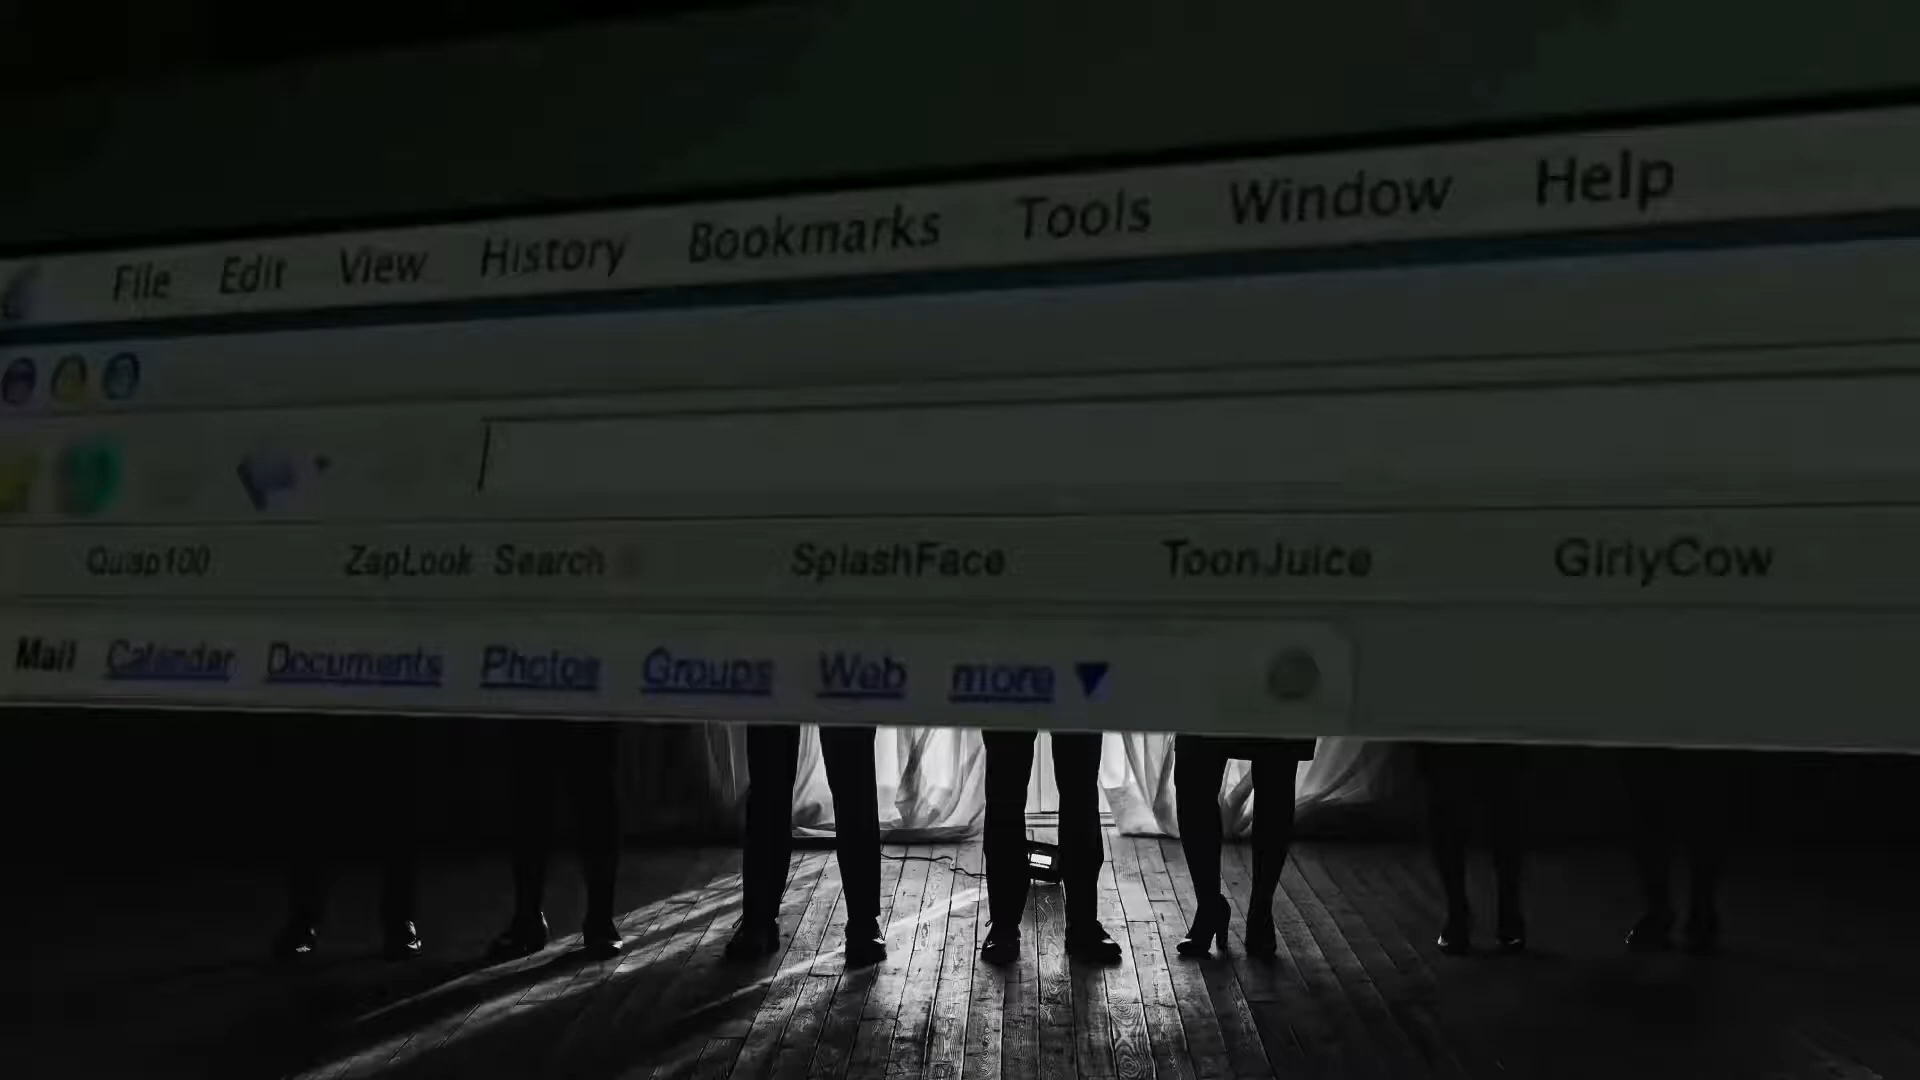 File Edit View History Bookmarks Tools Window Help
Quisp100 ZapLook Search SplashFace ToonJuice GirlyCow
Mail Calendar Documents Photos Groups Web more